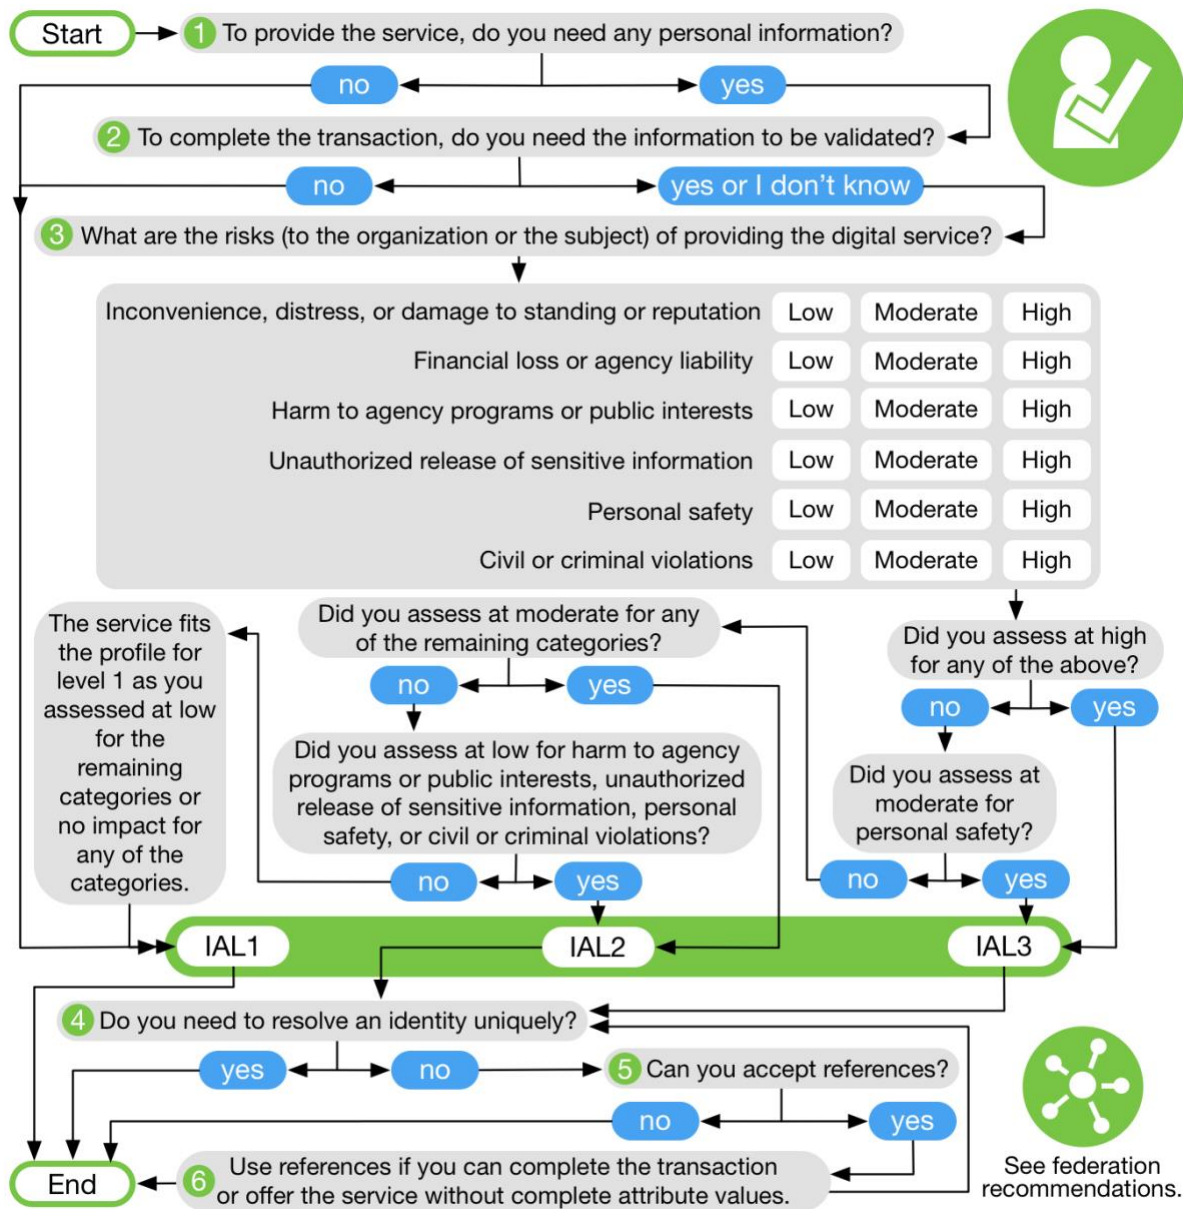 Start
1 To provide the service, do you need any personal information?
no
yes
2 To complete the transaction, do you need the information to be validated?
no
yes or I don't know
3 What are the risks (to the organization or the subject) of providing the digital service?
Inconvenience, distress, or damage to standing or reputation Low Moderate High
Financial loss or agency liability Low Moderate High
Harm to agency programs or public interests Low Moderate High
Unauthorized release of sensitive information Low Moderate High
Personal safety Low Moderate High
Civil or criminal violations Low Moderate High
Did you assess at high
for any of the above?
no
yes
Did you assess at
moderate for
personal safety?
no
yes
Did you assess at moderate for any
of the remaining categories?
no
yes
Did you assess at low for harm to agency
programs or public interests, unauthorized
release of sensitive information, personal
safety, or civil or criminal violations?
no
yes
The service fits
the profile for
level 1 as you
assessed at low
for the
remaining
categories or
no impact for
any of the
categories.
IAL1
IAL2
IAL3
4 Do you need to resolve an identity uniquely?
yes
no
5 Can you accept references?
no
yes
6 Use references if you can complete the transaction
or offer the service without complete attribute values.
End
See federation
recommendations.